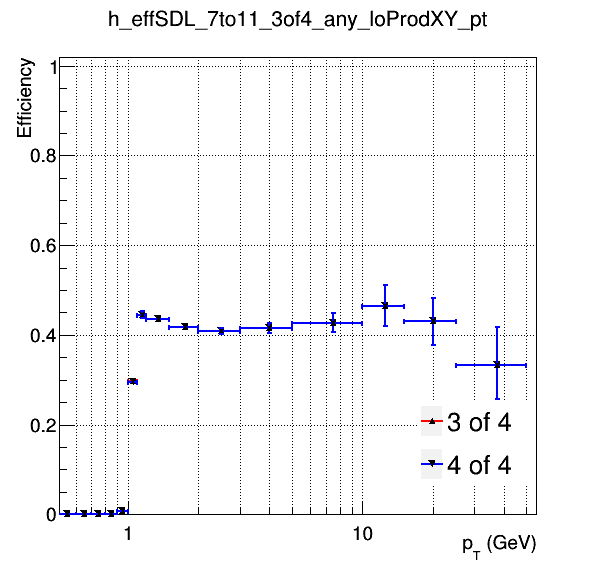 h_effSDL_7to11_3of4_any_loProdXY_pt
Efficiency
1
0.8
0.6
0.4
0.2
0
1
10
3 of 4
4 of 4
p_T (GeV)